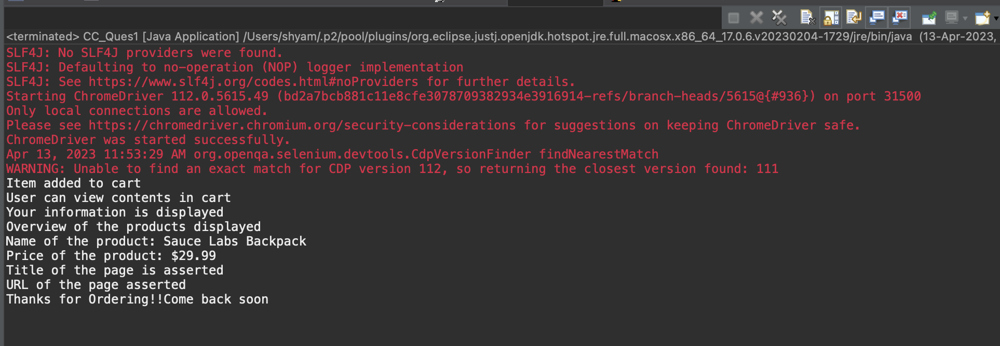 <terminated> CC_Ques1 [Java Application] /Users/shyam/.p2/pool/plugins/org.eclipse.justj.openjdk.hotspot.jre.full.macosx.x86_64_17.0.6.v20230204-1729/jre/bin/java (13-Apr-2023,
SLF4J: No SLF4J providers were found.
SLF4J: Defaulting to no-operation (NOP) logger implementation
SLF4J: See https://www.slf4j.org/codes.html#noProviders for further details.
Starting ChromeDriver 112.0.5615.49 (bd2a7bcb881c11e8cfe3078709382934e3916914-refs/branch-heads/5615@{#936}) on port 31500
Only local connections are allowed.
Please see https://chromedriver.chromium.org/security-considerations for suggestions on keeping ChromeDriver safe.
ChromeDriver was started successfully.
Apr 13, 2023 11:53:29 AM org.openqa.selenium.devtools.CdpVersionFinder findNearestMatch
WARNING: Unable to find an exact match for CDP version 112, so returning the closest version found: 111
Item added to cart
User can view contents in cart
Your information is displayed
Overview of the products displayed
Name of the product: Sauce Labs Backpack
Price of the product: $29.99
Title of the page is asserted
URL of the page asserted
Thanks for Ordering!!Come back soon